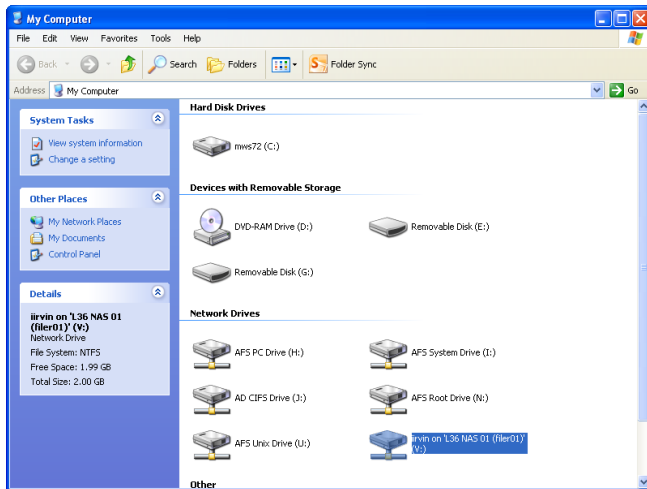 My Computer
File Edit View Favorites Tools Help
Back Search Folders Folder Sync
Address My Computer Go
System Tasks
View system information
Change a setting
Other Places
My Network Places
My Documents
Control Panel
Details
iirvin on 'L36 NAS 01
(filer01)' (V:)
Network Drive
File System: NTFS
Free Space: 1.99 GB
Total Size: 2.00 GB
Hard Disk Drives
mws72 (C:)
Devices with Removable Storage
DVD-RAM Drive (D:) Removable Disk (E:)
Removable Disk (G:)
Network Drives
AFS PC Drive (H:) AFS System Drive (I:)
AD CIFS Drive (J:) AFS Root Drive (N:)
AFS Unix Drive (U:) iirvin on 'L36 NAS 01 (filer01)'
(V:)
Other